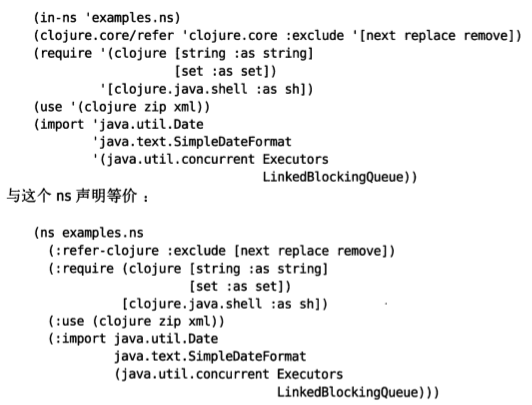 (in-ns 'examples.ns)
(clojure.core/refer 'clojure.core :exclude '[next replace remove])
(require '(clojure [string :as string]
[set :as set])
'[clojure.java.shell :as sh])
(use '(clojure zip xml))
(import 'java.util.Date
'java.text.SimpleDateFormat
'(java.util.concurrent Executors
LinkedBlockingQueue))
与这个 ns 声明等价：
(ns examples.ns
(:refer-clojure :exclude [next replace remove])
(:require (clojure [string :as string]
[set :as set])
[clojure.java.shell :as sh])
(:use (clojure zip xml))
(:import java.util.Date
java.text.SimpleDateFormat
(java.util.concurrent Executors
LinkedBlockingQueue)))